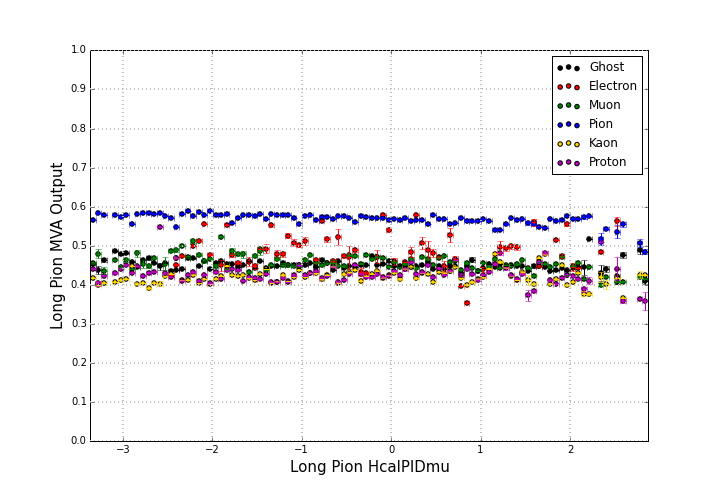 1.0
0.9
0.8
0.7
0.6
0.5
0.4
0.3
0.2
0.1
0.0
Long Pion MVA Output
Ghost
Electron
Muon
Pion
Kaon
Proton
−3 −2 −1 0 1 2
Long Pion HcalPIDmu